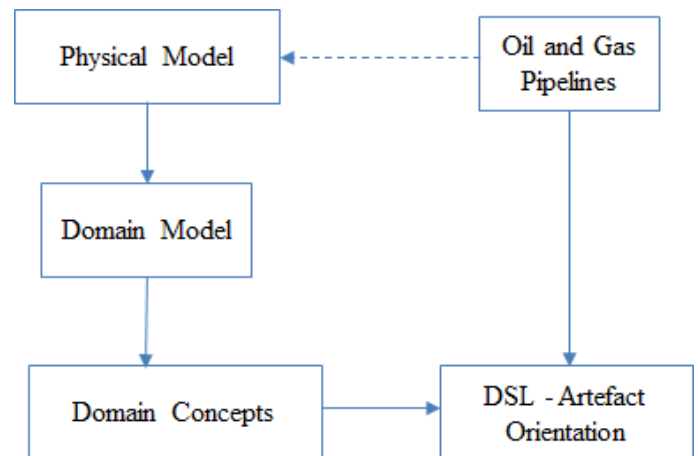 Physical Model
Oil and Gas
Pipelines
Domain Model
Domain Concepts
DSL - Artefact
Orientation